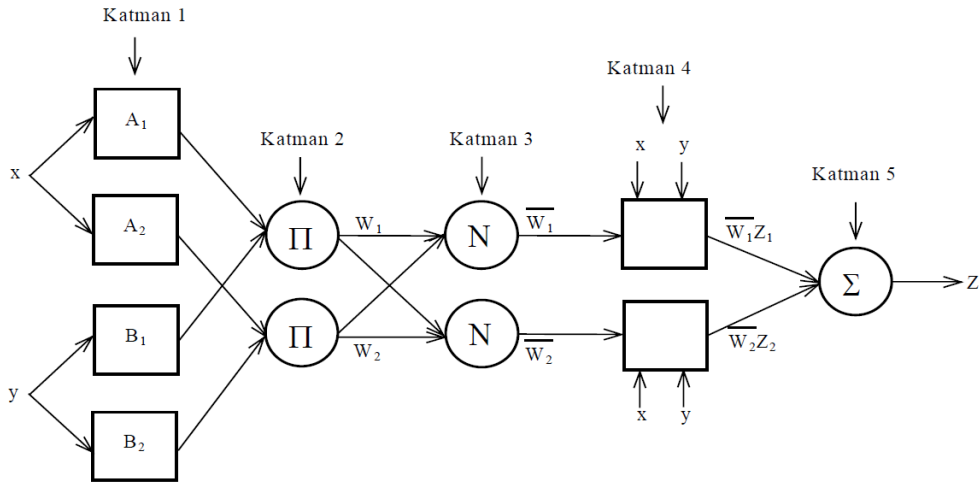 Katman 1
A₁
x
A₂
B₁
y
B₂
Katman 2
Π
Π
W₁
W₂
Katman 3
N
N
W̅₁
W̅₂
Katman 4
x y
x y
W̅₁Z₁
W̅₂Z₂
Katman 5
Σ
Z